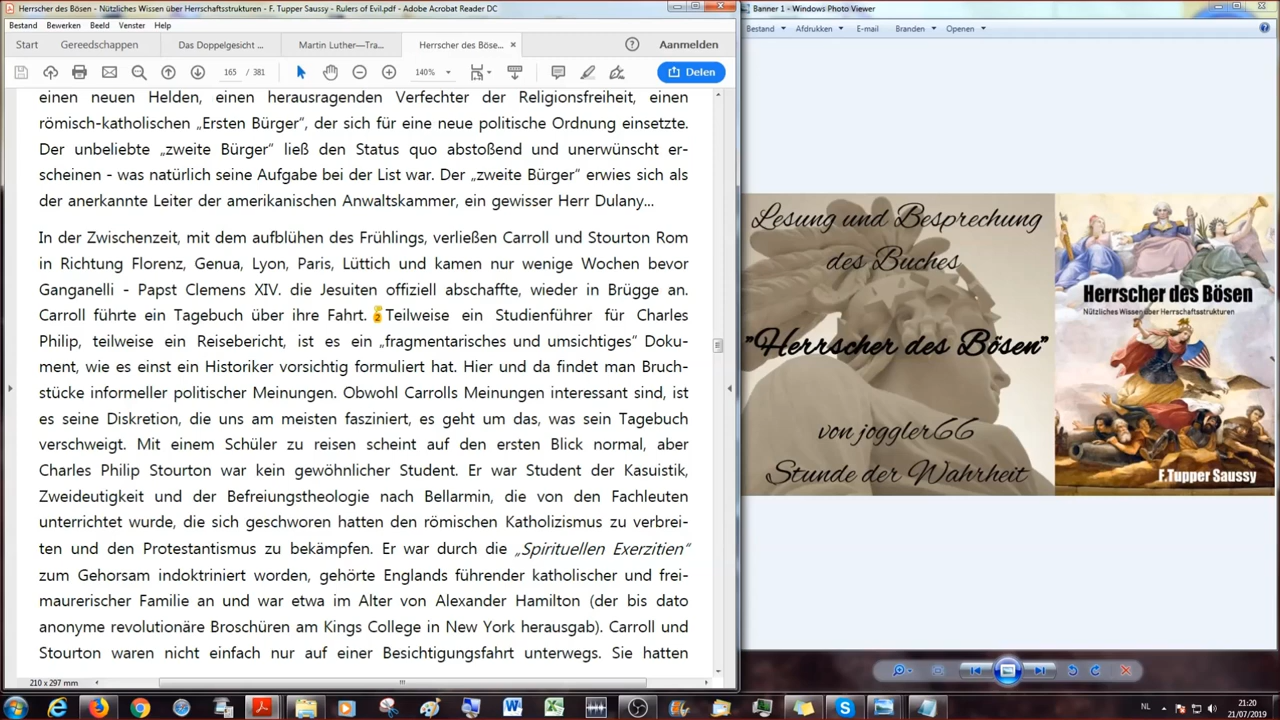 Herrscher des Bösen - Nützliches Wissen über Herrschaftsstrukturen - F. Tupper Saussy - Rulers of Evil.pdf - Adobe Acrobat Reader DC
Bestand Bewerken Beeld Venster Help
Start Gereedschappen Das Doppelgesicht ... Martin Luther—Tra... Herrscher des Böse... × Aanmelden
165 / 381 140% Delen
einen neuen Helden, einen herausragenden Verfechter der Religionsfreiheit, einen
römisch-katholischen „Ersten Bürger“, der sich für eine neue politische Ordnung einsetzte.
Der unbeliebte „zweite Bürger“ ließ den Status quo abstoßend und unerwünscht er-
scheinen - was natürlich seine Aufgabe bei der List war. Der „zweite Bürger“ erwies sich als
der anerkannte Leiter der amerikanischen Anwaltskammer, ein gewisser Herr Dulany...
In der Zwischenzeit, mit dem aufblühen des Frühlings, verließen Carroll und Stourton Rom
in Richtung Florenz, Genua, Lyon, Paris, Lüttich und kamen nur wenige Wochen bevor
Ganganelli - Papst Clemens XIV. die Jesuiten offiziell abschaffte, wieder in Brügge an.
Carroll führte ein Tagebuch über ihre Fahrt. 2 Teilweise ein Studienführer für Charles
Philip, teilweise ein Reisebericht, ist es ein „fragmentarisches und umsichtiges“ Doku-
ment, wie es einst ein Historiker vorsichtig formuliert hat. Hier und da findet man Bruch-
stücke informeller politischer Meinungen. Obwohl Carrolls Meinungen interessant sind, ist
es seine Diskretion, die uns am meisten fasziniert, es geht um das, was sein Tagebuch
verschweigt. Mit einem Schüler zu reisen scheint auf den ersten Blick normal, aber
Charles Philip Stourton war kein gewöhnlicher Student. Er war Student der Kasuistik,
Zweideutigkeit und der Befreiungstheologie nach Bellarmin, die von den Fachleuten
unterrichtet wurde, die sich geschworen hatten den römischen Katholizismus zu verbrei-
ten und den Protestantismus zu bekämpfen. Er war durch die „Spirituellen Exerzitien“
zum Gehorsam indoktriniert worden, gehörte Englands führender katholischer und frei-
maurerischer Familie an und war etwa im Alter von Alexander Hamilton (der bis dato
anonyme revolutionäre Broschüren am Kings College in New York herausgab). Carroll und
Stourton waren nicht einfach nur auf einer Besichtigungsfahrt unterwegs. Sie hatten
210 x 297 mm
Banner 1 - Windows Photo Viewer
Bestand Afdrukken E-mail Branden Openen
Lesung und Besprechung
des Buches
"Herrscher des Bösen"
von joggler66
Stunde der Wahrheit
Herrscher des Bösen
Nützliches Wissen über Herrschaftsstrukturen
F.Tupper Saussy
NL
21:20
21/07/2019